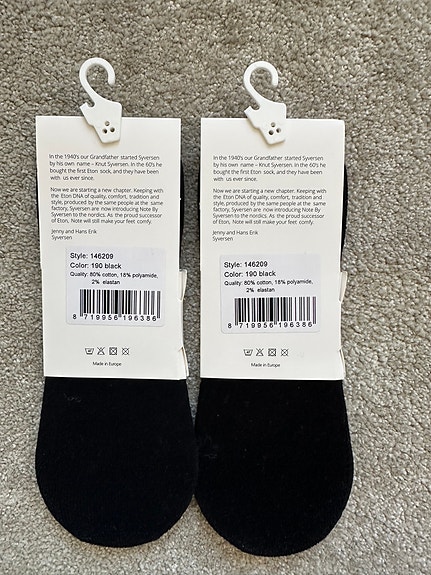 In the 1940's our Grandfather started Syversen
by his own name – Knut Syversen. In the 60's he
bought the first Eton sock, and they have been
with us ever since.
Now we are starting a new chapter. Keeping with
the Eton DNA of quality, comfort, tradition and
style, produced by the same people at the same
factory, Syversen are now introducing Note By
Syversen to the nordics. As the proud successor
of Eton, Note will still make your feet comfy.
Jenny and Hans Erik
Syversen
Style: 146209
Color: 190 black
Quality: 80% cotton, 18% polyamide,
2% elastan
8 719956 196386
Made in Europe
In the 1940's our Grandfather started Syversen
by his own name – Knut Syversen. In the 60's he
bought the first Eton sock, and they have been
with us ever since.
Now we are starting a new chapter. Keeping with
the Eton DNA of quality, comfort, tradition and
style, produced by the same people at the same
factory, Syversen are now introducing Note By
Syversen to the nordics. As the proud successor
of Eton, Note will still make your feet comfy.
Jenny and Hans Erik
Syversen
Style: 146209
Color: 190 black
Quality: 80% cotton, 18% polyamide,
2% elastan
8 719956 196386
Made in Europe